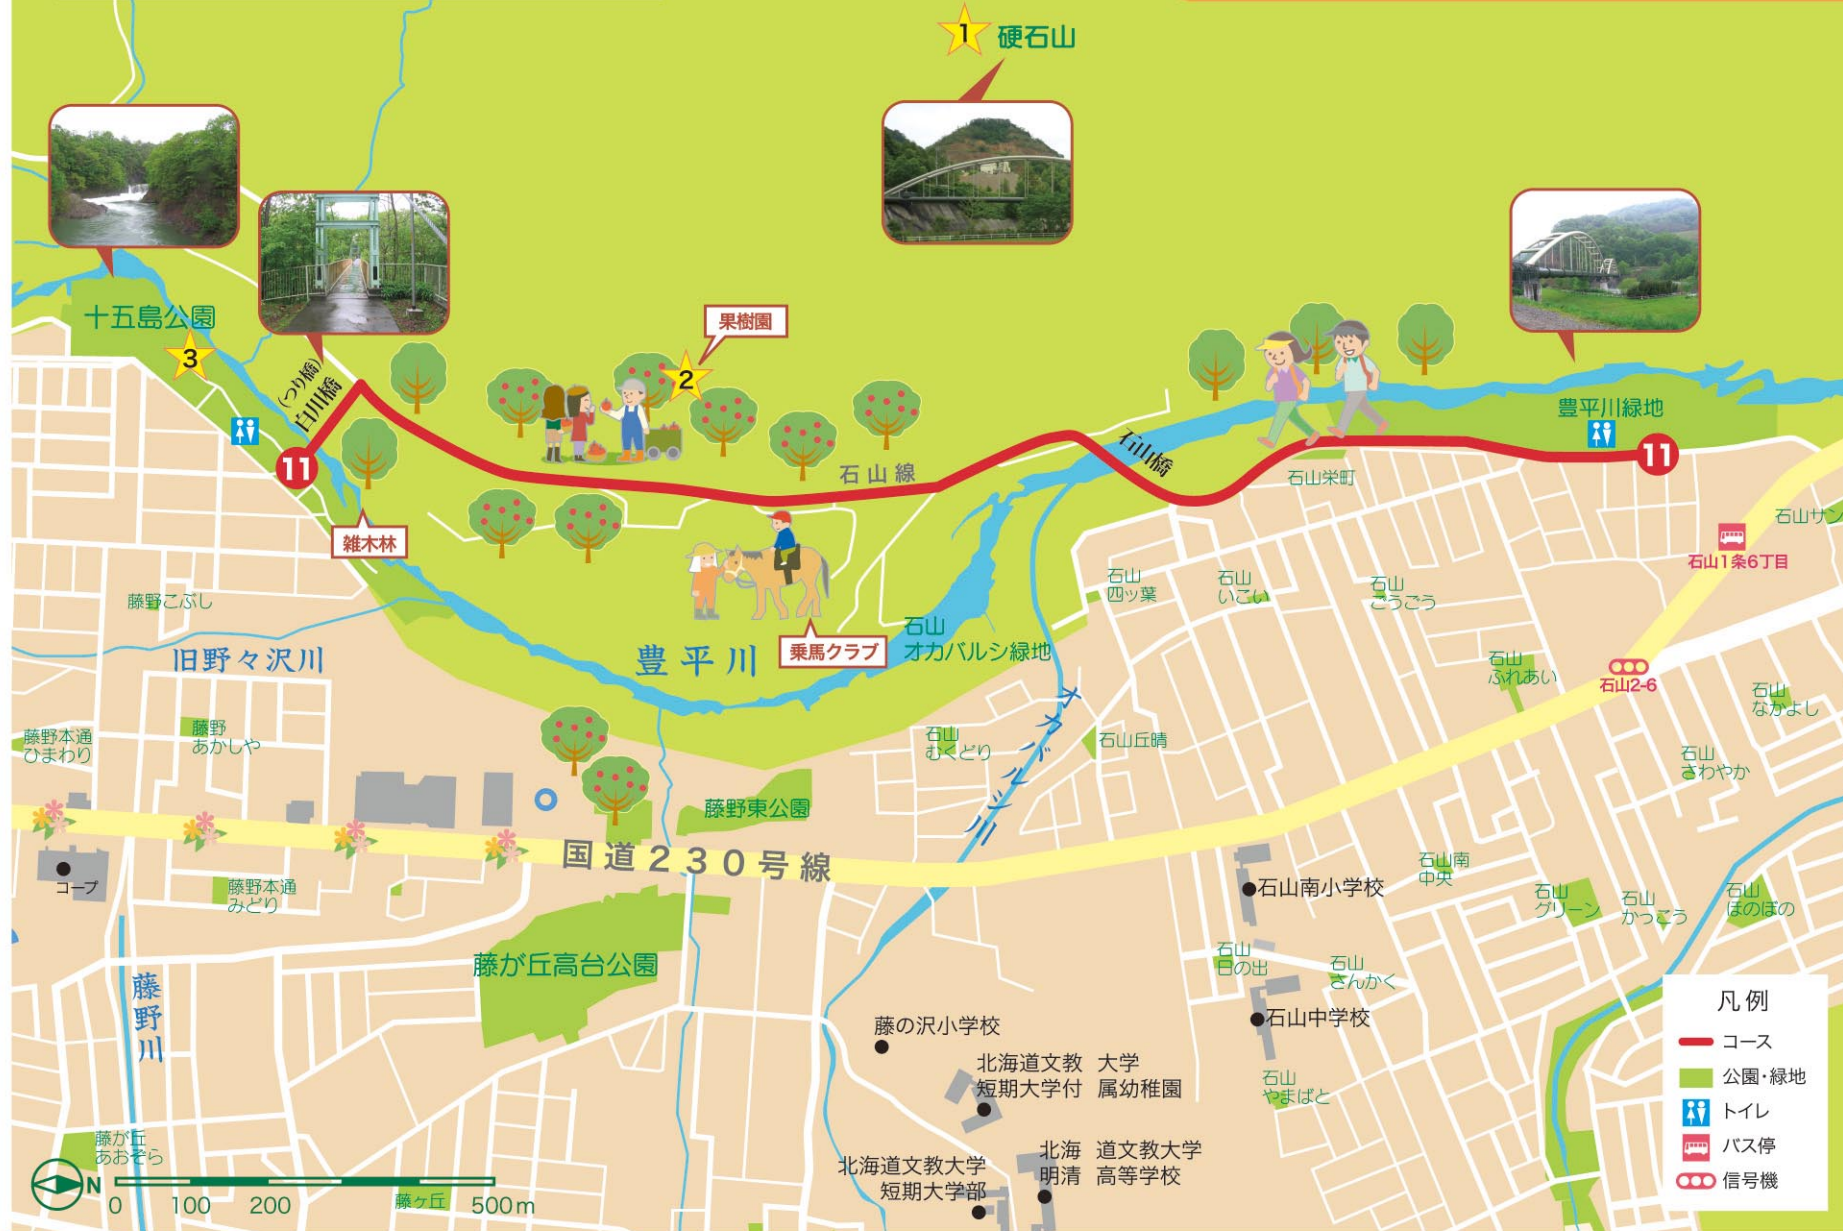 1
硬石山
十五島公園
3
(つり橋)
白川橋
11
雑木林
果樹園
2
石山線
石山橋
乗馬クラブ
豊平川緑地
11
石山栄町
石山サン
石山1条6丁目
石山
四ッ葉
石山
いこい
石山
ごうごう
石山
ふれあい
石山2-6
石山
なかよし
石山
さわやか
藤野こぶし
旧野々沢川
豊平川
石山
オカバルシ緑地
オカバルシ川
藤野本通
ひまわり
藤野
あかしや
石山
むくどり
石山丘晴
藤野東公園
国道230号線
コープ
藤野本通
みどり
石山南小学校
石山南
中央
石山
グリーン
石山
かっこう
石山
ほのぼの
藤が丘高台公園
石山
日の出
石山
さんかく
藤野川
石山中学校
藤の沢小学校
北海道文教 大学
短期大学付 属幼稚園
石山
やまばと
藤が丘
あおぞら
北海道文教大学
短期大学部
北海 道文教大学
明清 高等学校
N
0 100 200 500m
藤ヶ丘
凡例
コース
公園・緑地
トイレ
バス停
信号機